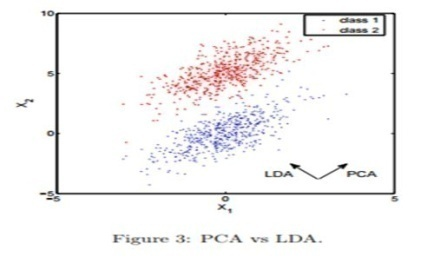 10
class 1
class 2
5
X2
0
LDA
PCA
−5
−5
0
5
X1
Figure 3: PCA vs LDA.